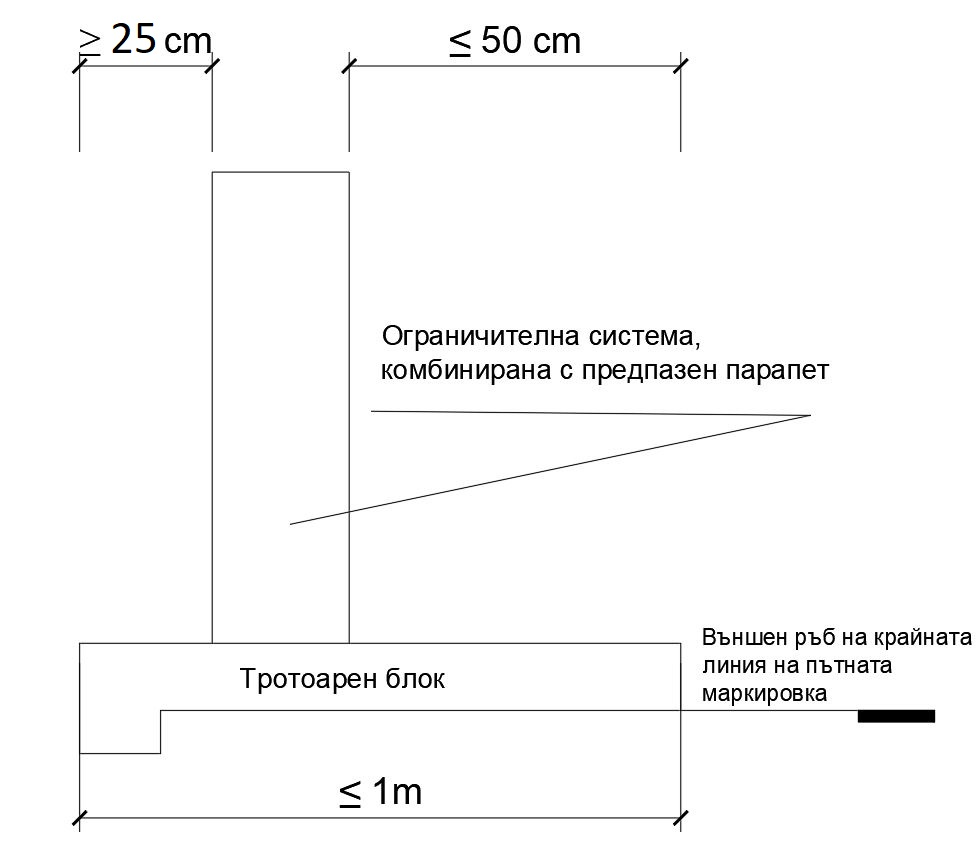 ≥ 25 cm
≤ 50 cm
Ограничителна система,
комбинирана с предпазен парапет
Външен ръб на крайната
линия на пътната
маркировка
Тротоарен блок
≤ 1m